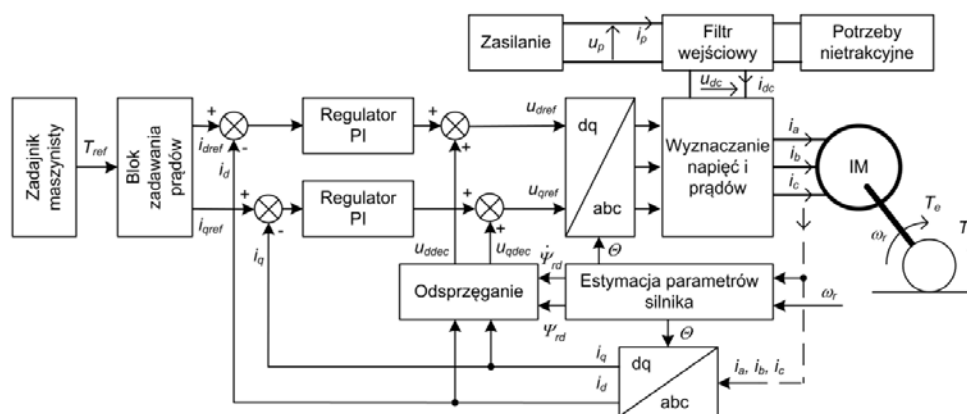 Zasilanie
u_p
i_p
Filtr
wejściowy
Potrzeby
nietrakcyjne
u_dc
i_dc
Zadajnik
maszynisty
T_ref
Blok
zadawania
prądów
+
i_dref
-
i_d
Regulator
PI
+
+
u_dref
dq
abc
Wyznaczanie
napięć i
prądów
i_a
i_b
i_c
IM
+
i_qref
-
i_q
Regulator
PI
+
+
u_qref
u_ddec
u_qdec
Θ
Ψ̇_rd
T_e
ω_r
T
Odsprzęganie
Estymacja parametrów
silnika
ω_r
Ψ_rd
Θ
i_q
i_d
dq
abc
i_a, i_b, i_c